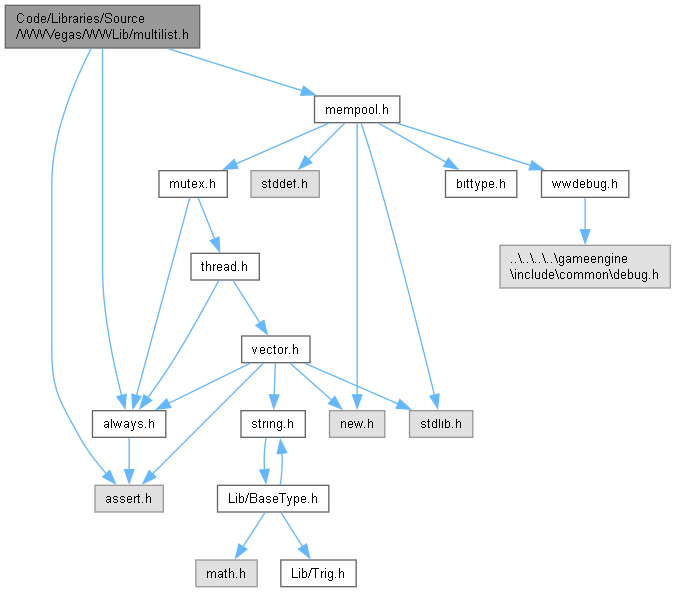 Code/Libraries/Source
/WWVegas/WWLib/multilist.h
mempool.h
mutex.h
stddef.h
bittype.h
wwdebug.h
..\..\..\..\gameengine
\include\common\debug.h
thread.h
vector.h
always.h
string.h
new.h
stdlib.h
assert.h
Lib/BaseType.h
math.h
Lib/Trig.h